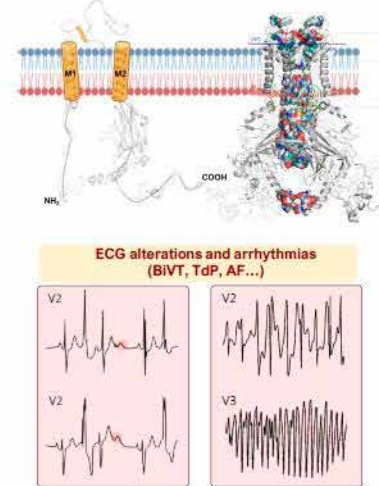 M1
M2
COOH
NH₂
ECG alterations and arrhythmias
(BiVT, TdP, AF...)
V2
V2
V2
V3